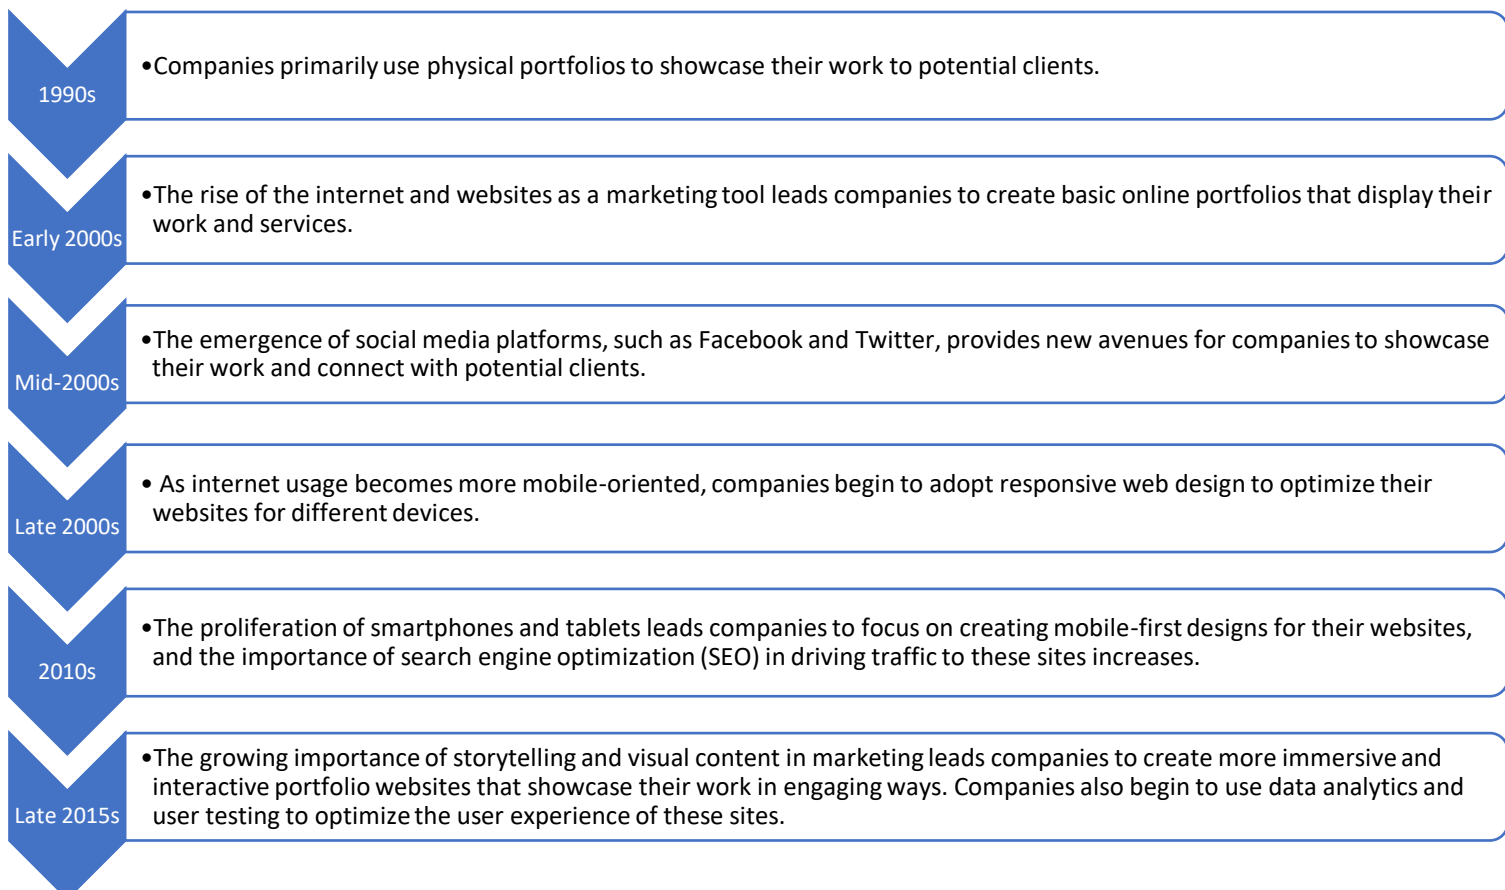 1990s
•Companies primarily use physical portfolios to showcase their work to potential clients.
Early 2000s
•The rise of the internet and websites as a marketing tool leads companies to create basic online portfolios that display their
work and services.
Mid-2000s
•The emergence of social media platforms, such as Facebook and Twitter, provides new avenues for companies to showcase
their work and connect with potential clients.
Late 2000s
• As internet usage becomes more mobile-oriented, companies begin to adopt responsive web design to optimize their
websites for different devices.
2010s
•The proliferation of smartphones and tablets leads companies to focus on creating mobile-first designs for their websites,
and the importance of search engine optimization (SEO) in driving traffic to these sites increases.
Late 2015s
•The growing importance of storytelling and visual content in marketing leads companies to create more immersive and
interactive portfolio websites that showcase their work in engaging ways. Companies also begin to use data analytics and
user testing to optimize the user experience of these sites.